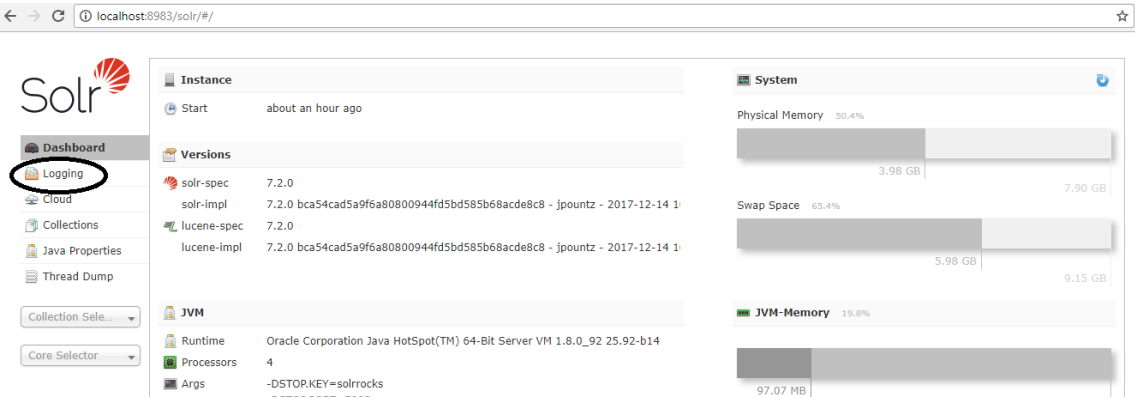 localhost:8983/solr/#/
Solr
Dashboard
Logging
Cloud
Collections
Java Properties
Thread Dump
Collection Sele...
Core Selector
Instance
Start about an hour ago
Versions
solr-spec 7.2.0
solr-impl 7.2.0 bca54cad5a9f6a80800944fd5bd585b68acde8c8 - jpountz - 2017-12-14
lucene-spec 7.2.0
lucene-impl 7.2.0 bca54cad5a9f6a80800944fd5bd585b68acde8c8 - jpountz - 2017-12-14
JVM
Runtime Oracle Corporation Java HotSpot(TM) 64-Bit Server VM 1.8.0_92 25.92-b14
Processors 4
Args -DSTOP.KEY=solrrocks
System
Physical Memory 50.4%
3.98 GB
7.90 GB
Swap Space 65.4%
5.98 GB
9.15 GB
JVM-Memory 19.8%
97.07 MB